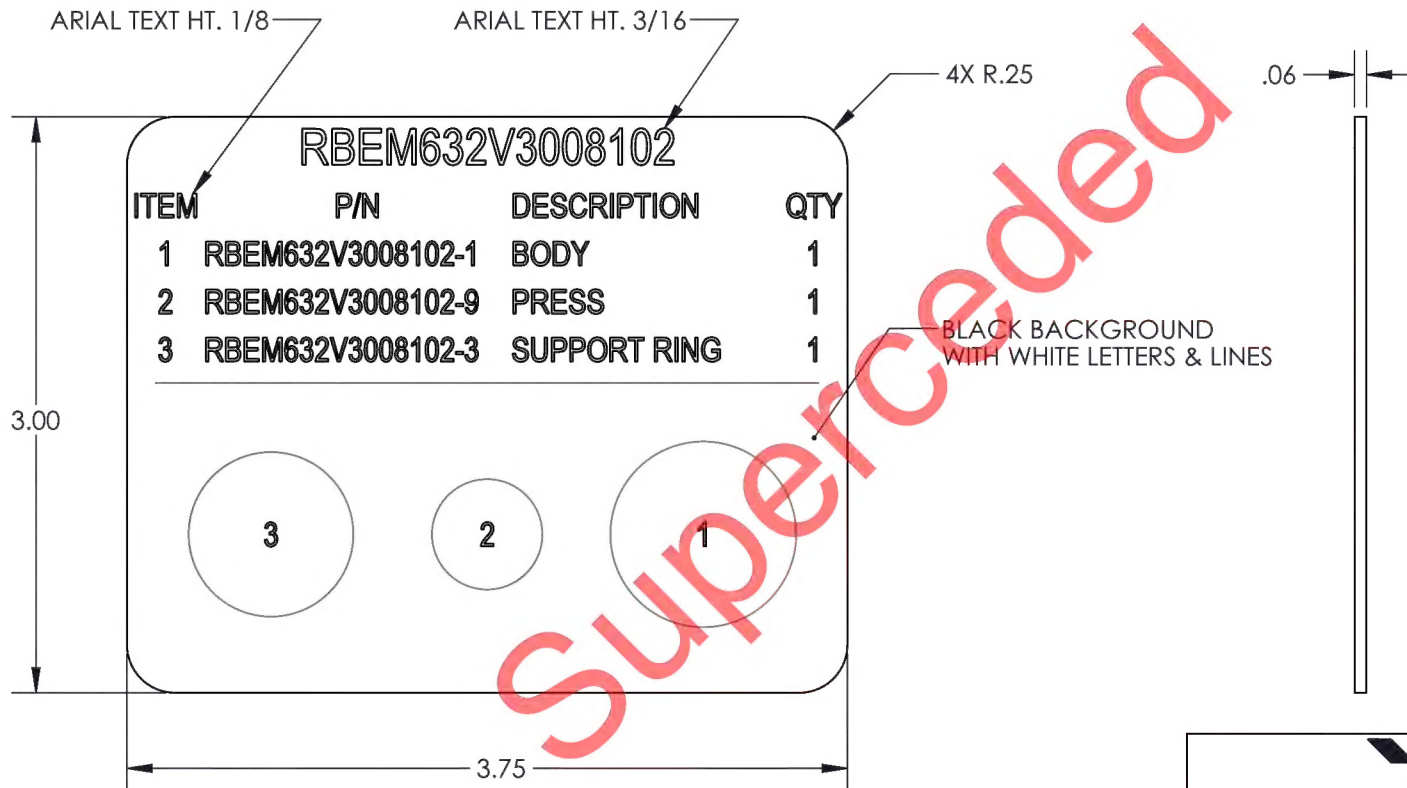 ARIAL TEXT HT. 1/8
ARIAL TEXT HT. 3/16
4X R.25
.06
RBEM632V3008102
ITEM P/N DESCRIPTION QTY
1 RBEM632V3008102-1 BODY 1
2 RBEM632V3008102-9 PRESS 1
3 RBEM632V3008102-3 SUPPORT RING 1
BLACK BACKGROUND
WITH WHITE LETTERS & LINES
3.00
3 2 1
3.75
Superceded